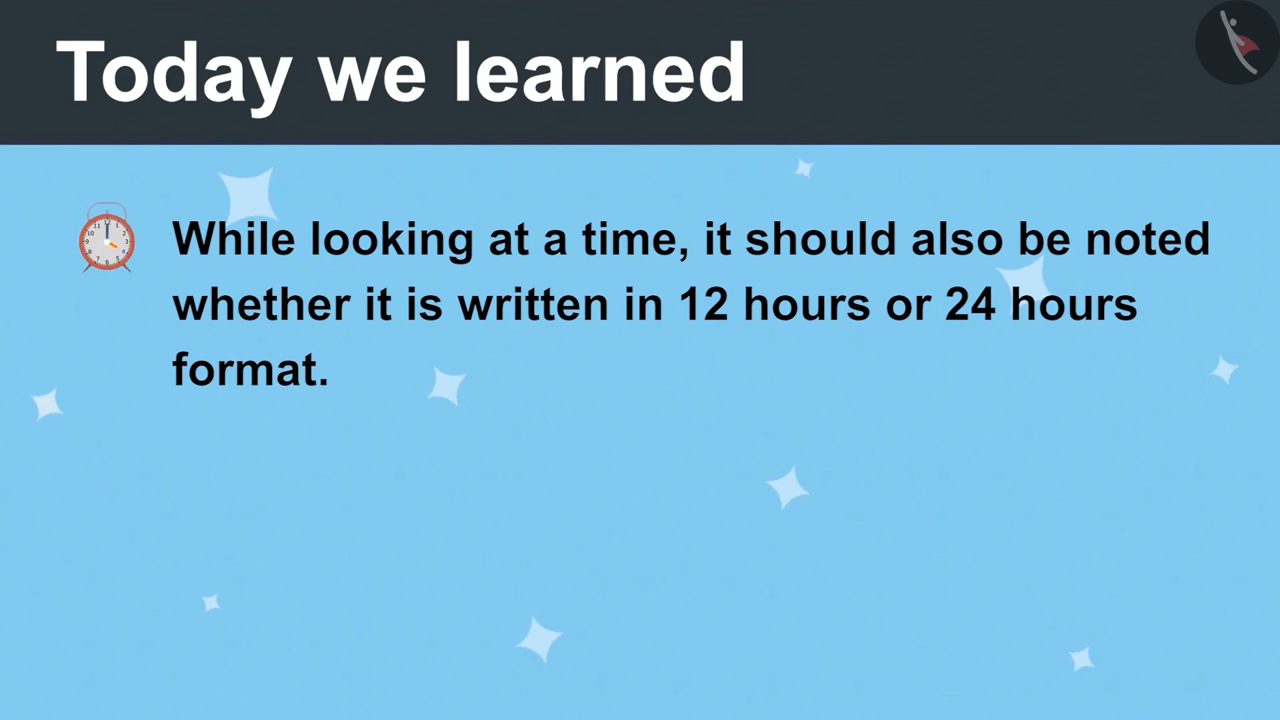 Today we learned
While looking at a time, it should also be noted
whether it is written in 12 hours or 24 hours
format.